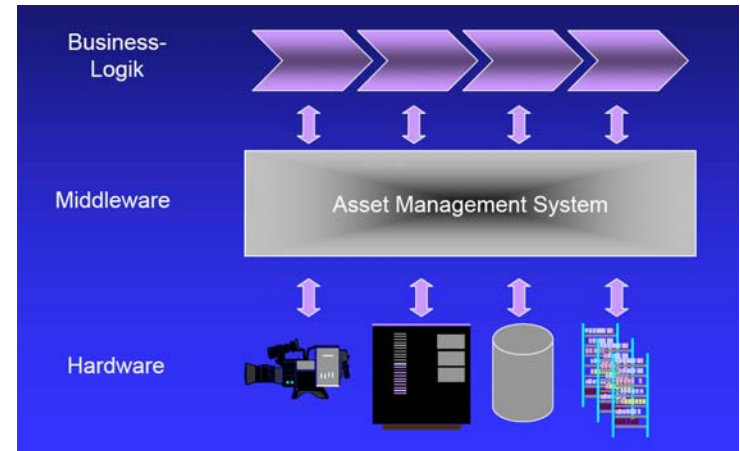 Business-
Logik
Middleware
Asset Management System
Hardware